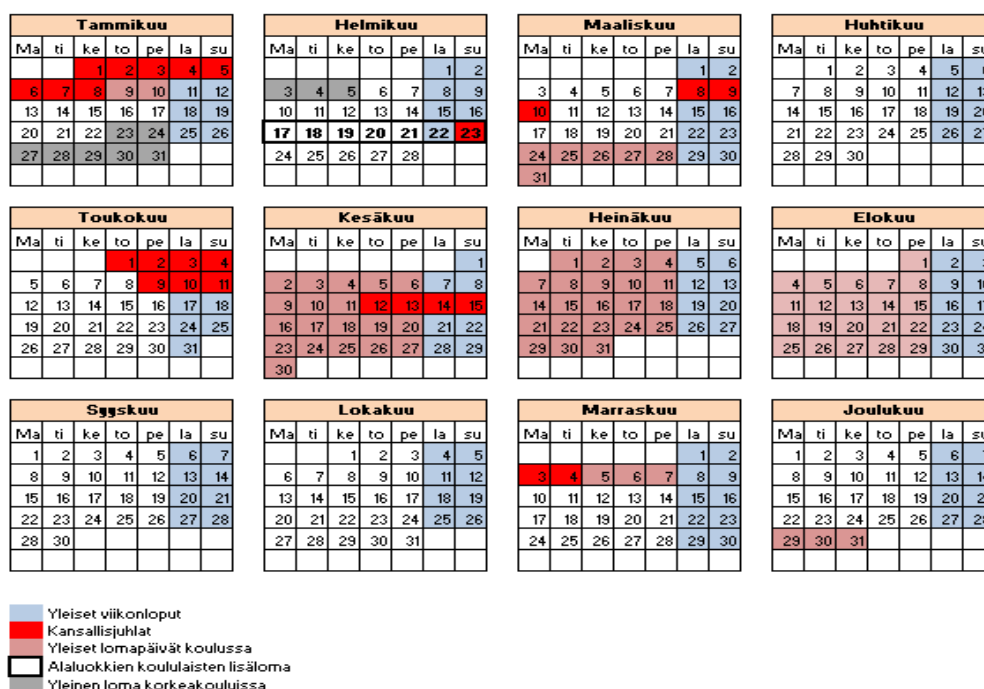 Tammikuu
Ma ti ke to pe la su
1 2 3 4 5
6 7 8 9 10 11 12
13 14 15 16 17 18 19
20 21 22 23 24 25 26
27 28 29 30 31
Helmikuu
Ma ti ke to pe la su
1 2
3 4 5 6 7 8 9
10 11 12 13 14 15 16
17 18 19 20 21 22 23
24 25 26 27 28
Maaliskuu
Ma ti ke to pe la su
1 2
3 4 5 6 7 8 9
10 11 12 13 14 15 16
17 18 19 20 21 22 23
24 25 26 27 28 29 30
31
Huhtikuu
Ma ti ke to pe la su
1 2 3 4 5
7 8 9 10 11 12
14 15 16 17 18 19
21 22 23 24 25 26
28 29 30
Toukokuu
Ma ti ke to pe la su
1 2 3 4
5 6 7 8 9 10 11
12 13 14 15 16 17 18
19 20 21 22 23 24 25
26 27 28 29 30 31
Kesäkuu
Ma ti ke to pe la su
1
2 3 4 5 6 7 8
9 10 11 12 13 14 15
16 17 18 19 20 21 22
23 24 25 26 27 28 29
30
Heinäkuu
Ma ti ke to pe la su
1 2 3 4 5 6
7 8 9 10 11 12 13
14 15 16 17 18 19 20
21 22 23 24 25 26 27
29 30 31
Elokuu
Ma ti ke to pe la su
1 2
4 5 6 7 8 9
11 12 13 14 15 16
18 19 20 21 22 23
25 26 27 28 29 30
Syyskuu
Ma ti ke to pe la su
1 2 3 4 5 6 7
8 9 10 11 12 13 14
15 16 17 18 19 20 21
22 23 24 25 26 27 28
28 30
Lokakuu
Ma ti ke to pe la su
1 2 3 4 5
6 7 8 9 10 11 12
13 14 15 16 17 18 19
20 21 22 23 24 25 26
27 28 29 30 31
Marraskuu
Ma ti ke to pe la su
1 2
3 4 5 6 7 8 9
10 11 12 13 14 15 16
17 18 19 20 21 22 23
24 25 26 27 28 29 30
Joulukuu
Ma ti ke to pe la su
1 2 3 4 5 6
8 9 10 11 12 13
15 16 17 18 19 20
22 23 24 25 26 27
29 30 31
Yleiset viikonloput
Kansallisjuhlat
Yleiset lomapäivät koulussa
Alaluokkien koululaisten lisäloma
Yleinen loma korkeakouluissa